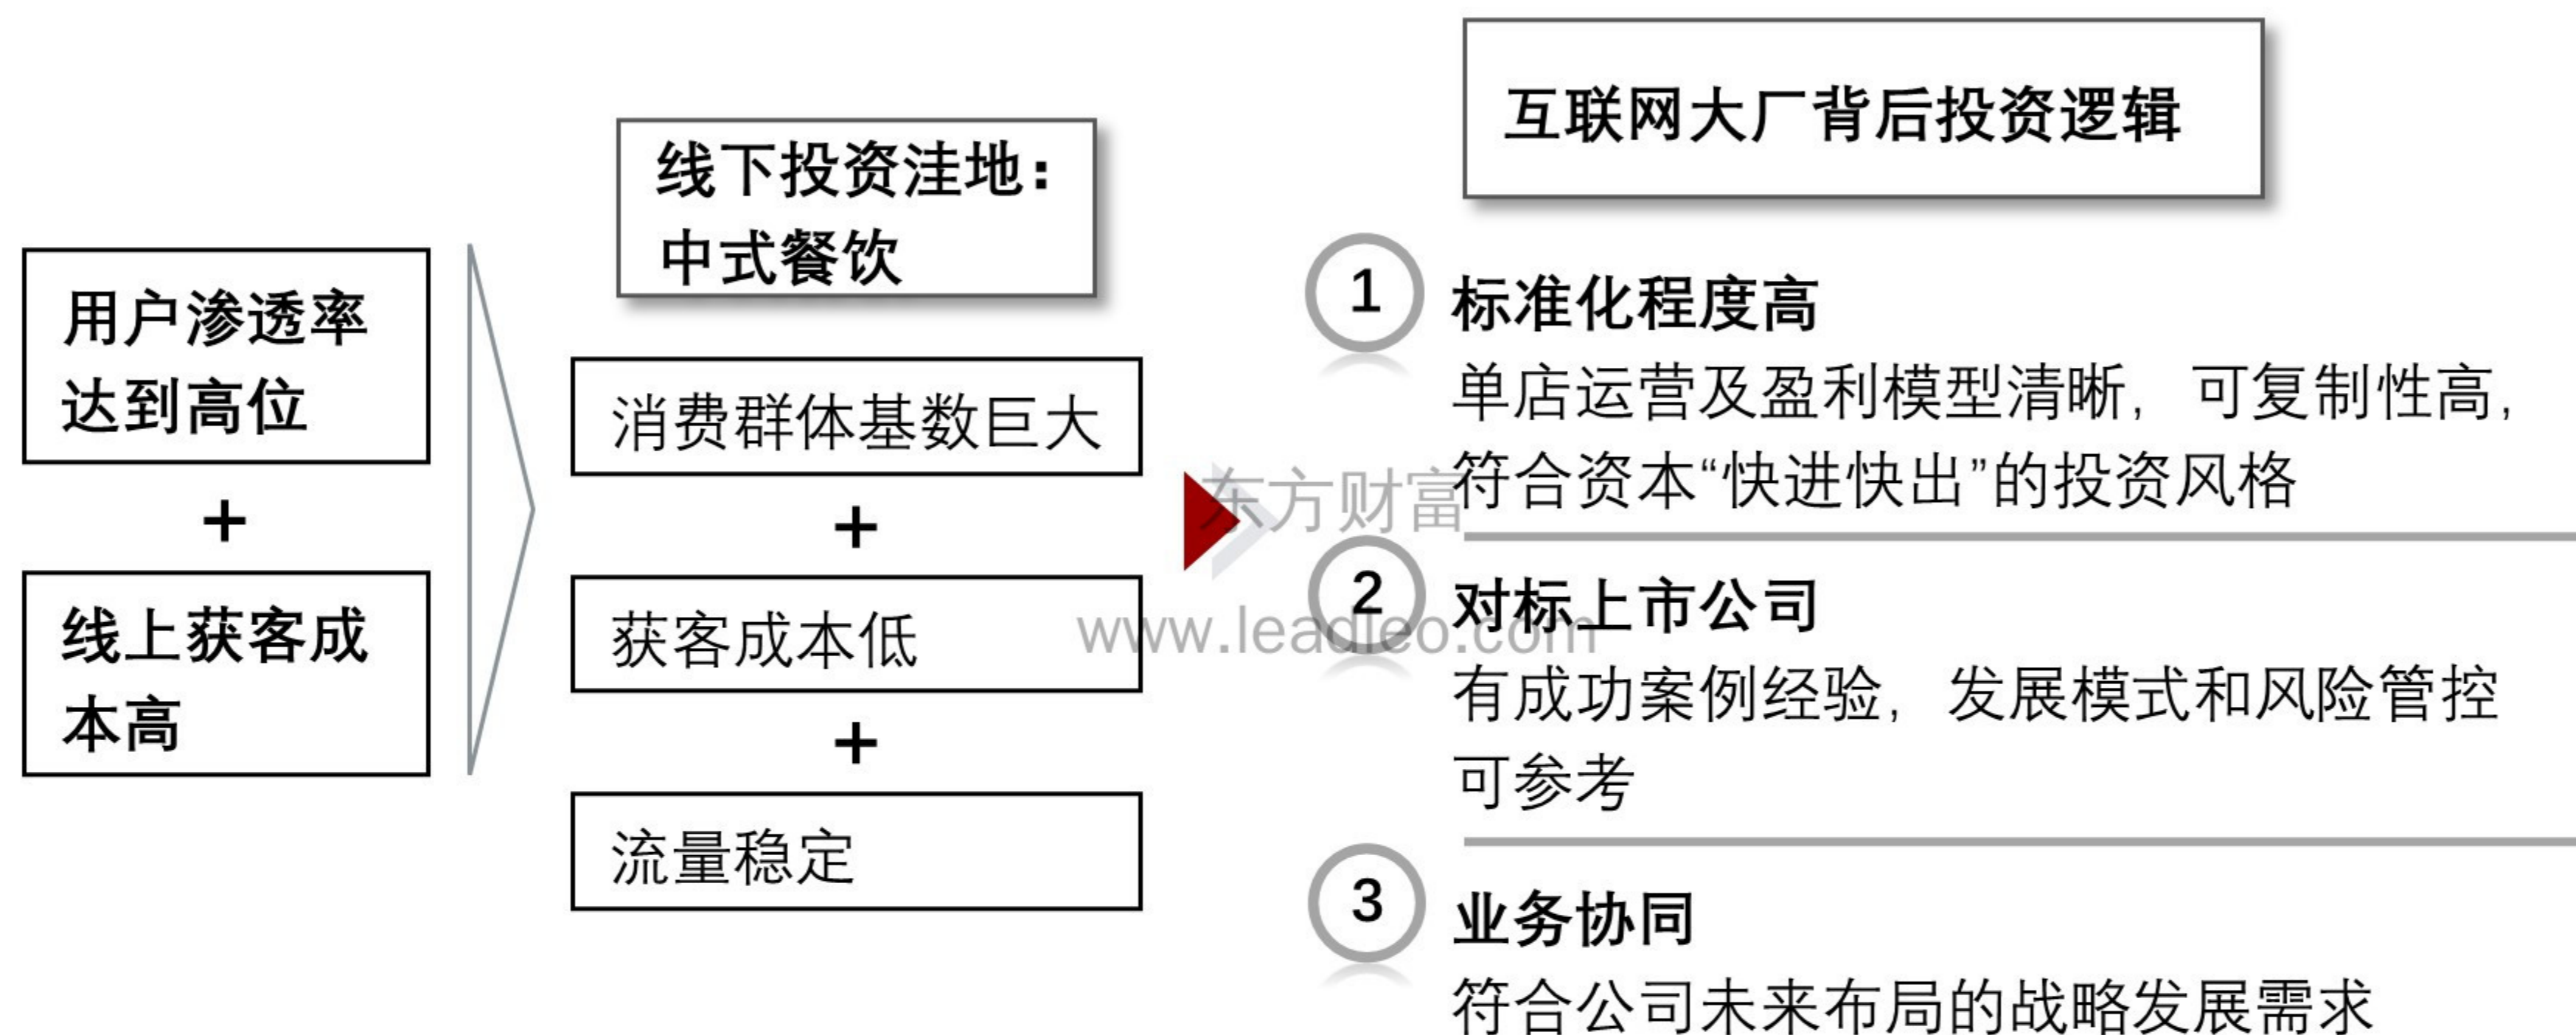 用户渗透率
达到高位
+
线上获客成
本高
线下投资洼地：
中式餐饮
消费群体基数巨大
+
获客成本低
+
流量稳定
互联网大厂背后投资逻辑
1
标准化程度高
单店运营及盈利模型清晰，可复制性高，
符合资本“快进快出”的投资风格
2
对标上市公司
有成功案例经验，发展模式和风险管控
可参考
3
业务协同
符合公司未来布局的战略发展需求
东方财富
www.leadleo.com